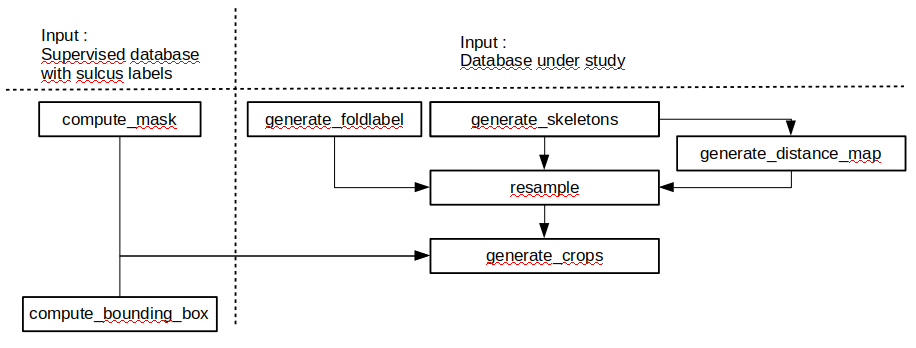 Input :
Supervised database
with sulcus labels
Input :
Database under study
compute_mask
generate_foldlabel
generate_skeletons
generate_distance_map
resample
generate_crops
compute_bounding_box